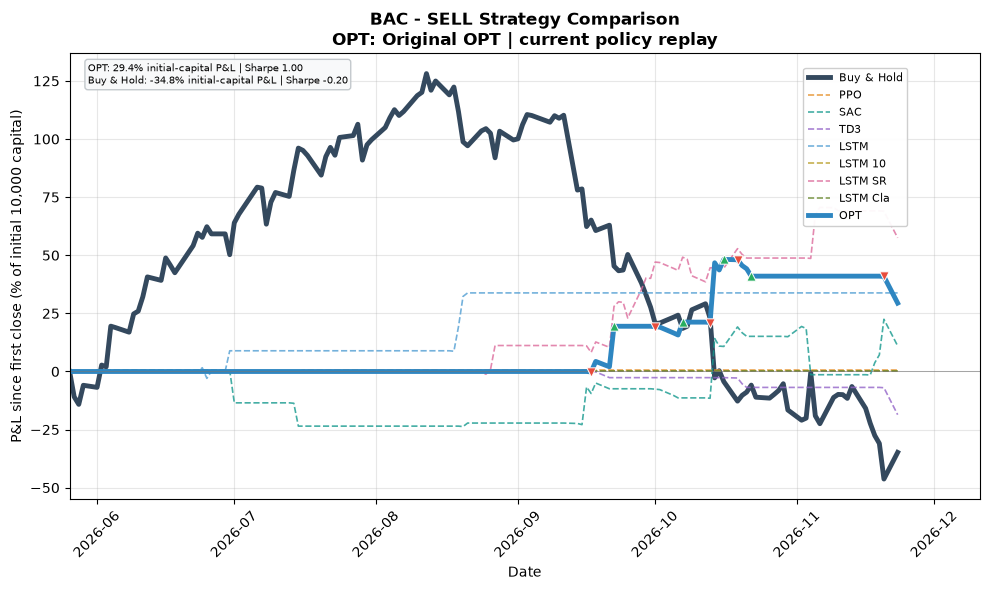 BAC - SELL Strategy Comparison
OPT: Original OPT | current policy replay
OPT: 29.4% initial-capital P&L | Sharpe 1.00
Buy & Hold: -34.8% initial-capital P&L | Sharpe -0.20
Buy & Hold
PPO
SAC
TD3
LSTM
LSTM 10
LSTM SR
LSTM Cla
OPT
P&L since first close (% of initial 10,000 capital)
125
100
75
50
25
0
−25
−50
2026-06
2026-07
2026-08
2026-09
2026-10
2026-11
2026-12
Date